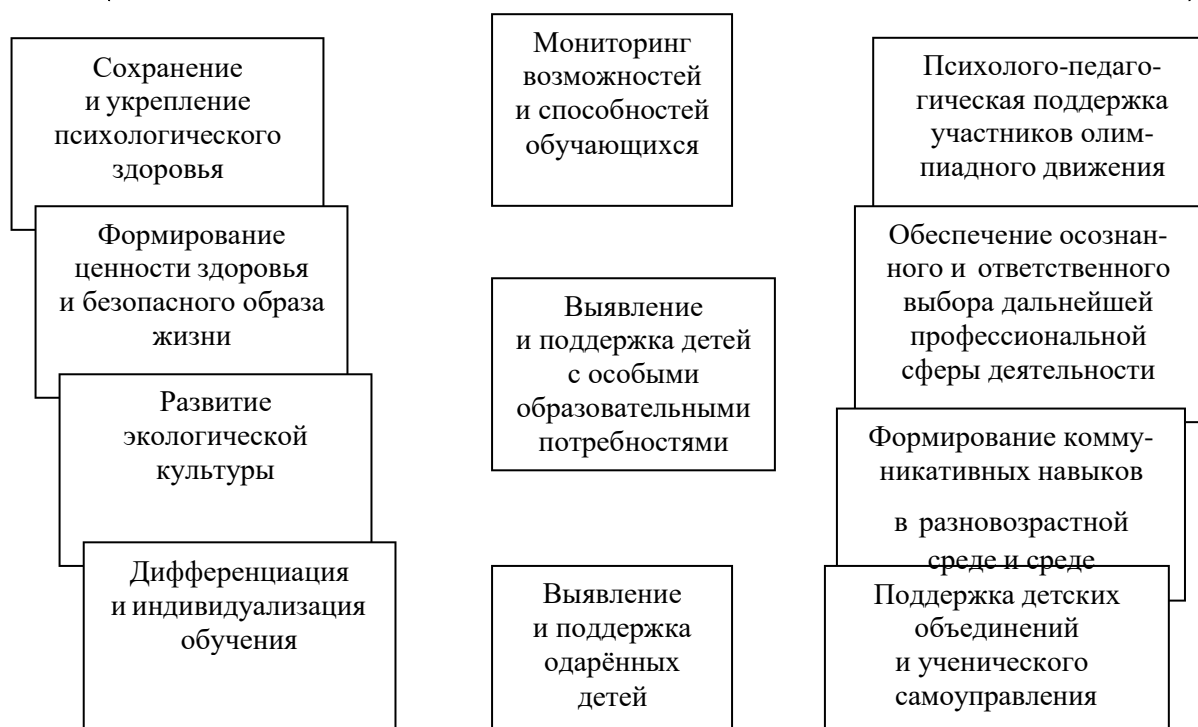 Сохранение
и укрепление
психологического
здоровья
Формирование
ценности здоровья
и безопасного образа
жизни
Развитие
экологической
культуры
Дифференциация
и индивидуализация
обучения
Мониторинг
возможностей
и способностей
обучающихся
Выявление
и поддержка детей
с особыми
образовательными
потребностями
Выявление
и поддержка
одарённых
детей
Психолого-педаго-
гическая поддержка
участников олим-
пиадного движения
Обеспечение осознан-
ного и ответственного
выбора дальнейшей
профессиональной
сферы деятельности
Формирование комму-
никативных навыков
в разновозрастной
среде и среде
Поддержка детских
объединений
и ученического
самоуправления